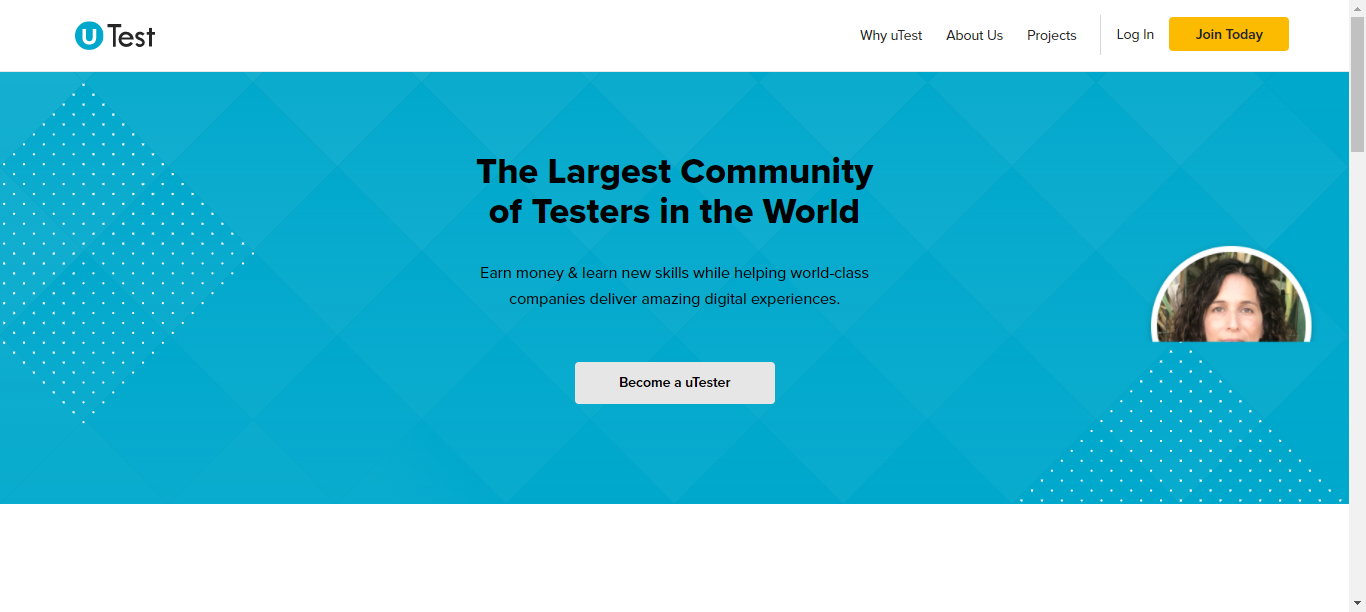 uTest
Why uTest
About Us
Projects
Log In
Join Today
The Largest Community
of Testers in the World
Earn money & learn new skills while helping world-class
companies deliver amazing digital experiences.
Become a uTester